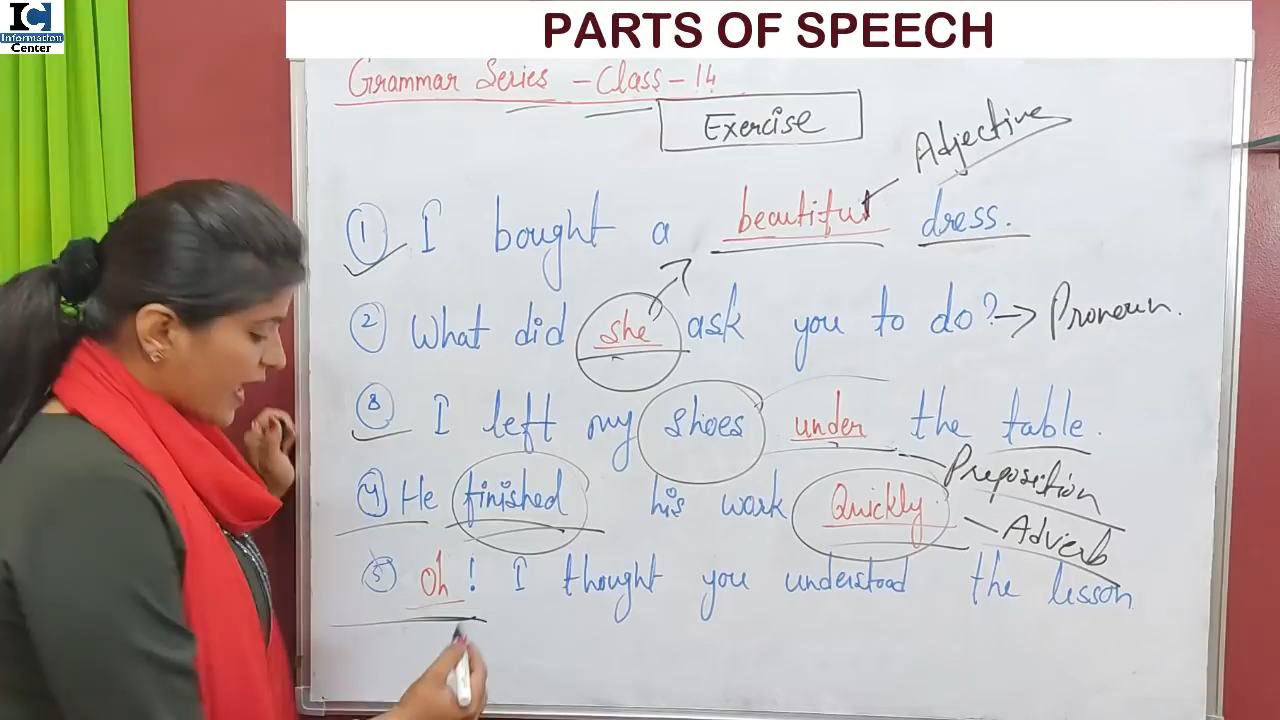 IC
Information
Center
PARTS OF SPEECH
Grammar Series - Class - 14
Exercise
Adjective
① I bought a beautiful dress.
② What did she ask you to do? → Pronoun.
③ I left my shoes under the table.
Preposition
④ He finished his work Quickly
Adverb
⑤ Oh! I thought you understood the lesson